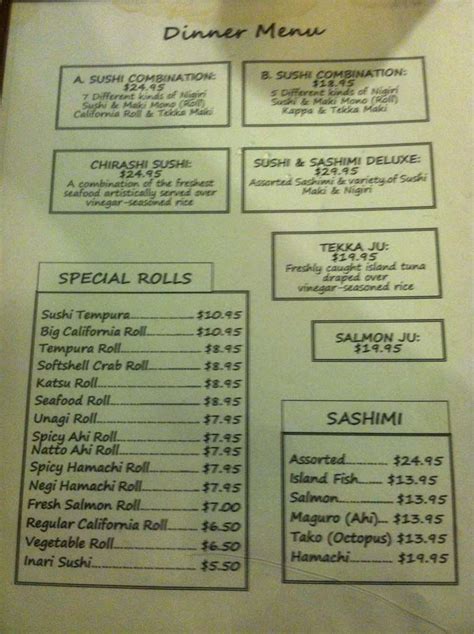 Dinner Menu
A. SUSHI COMBINATION:
$24.95
7 Different kinds of Nigiri
Sushi & Maki Mono (Roll)
California Roll & Tekka Maki
B. SUSHI COMBINATION:
$18.95
5 Different kinds of Nigiri
Sushi & Maki Mono (Roll)
Kappa & Tekka Maki
CHIRASHI SUSHI:
$24.95
A combination of the freshest
seafood artistically served over
vinegar-seasoned rice
SUSHI & SASHIMI DELUXE:
$29.95
Assorted Sashimi & variety of Sushi
Maki & Nigiri
TEKKA JU:
$19.95
Freshly caught island tuna
draped over
vinegar-seasoned rice
SALMON JU:
$19.95
SPECIAL ROLLS
Sushi Tempura $10.95
Big California Roll $10.95
Tempura Roll $8.95
Softshell Crab Roll $8.95
Katsu Roll $8.95
Seafood Roll $8.95
Unagi Roll $7.95
Spicy Ahi Roll $7.95
Natto Ahi Roll $7.95
Spicy Hamachi Roll $7.95
Negi Hamachi Roll $7.95
Fresh Salmon Roll $7.00
Regular California Roll $6.50
Vegetable Roll $6.50
Inari Sushi $5.50
SASHIMI
Assorted $24.95
Island Fish $13.95
Salmon $13.95
Maguro (Ahi) $13.95
Tako (Octopus) $13.95
Hamachi $19.95